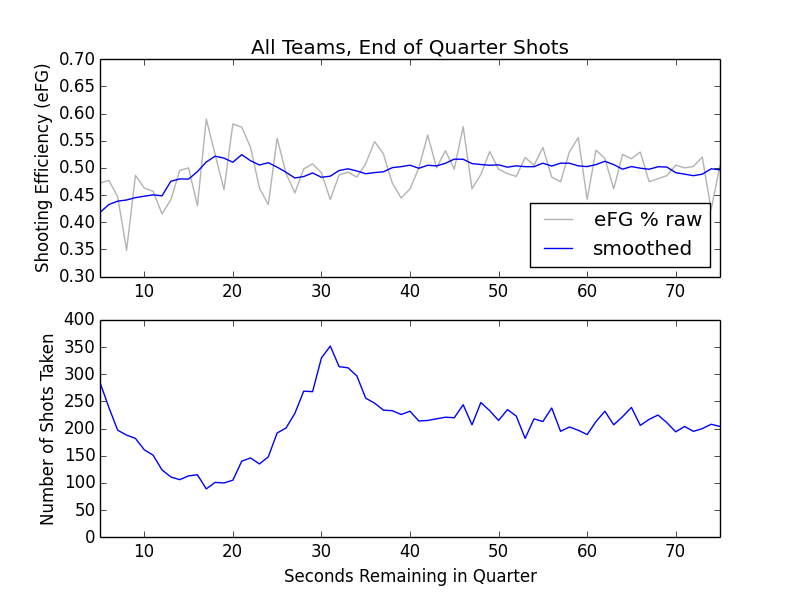 All Teams, End of Quarter Shots
Shooting Efficiency (eFG)
0.70
0.65
0.60
0.55
0.50
0.45
0.40
0.35
0.30
eFG % raw
smoothed
10 20 30 40 50 60 70
Number of Shots Taken
400
350
300
250
200
150
100
50
0
10 20 30 40 50 60 70
Seconds Remaining in Quarter